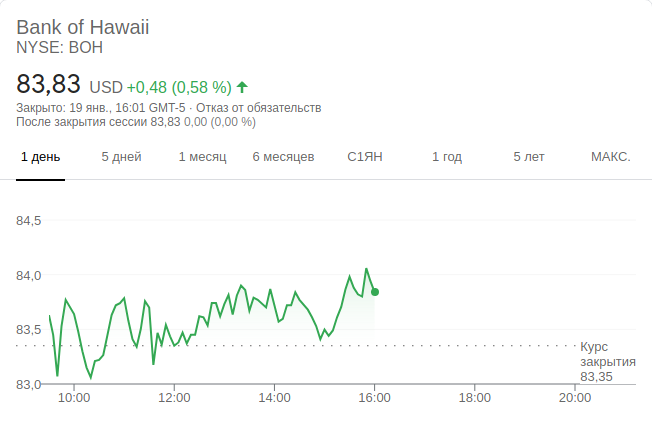 Bank of Hawaii
NYSE: BOH
83,83 USD +0,48 (0,58 %)
Закрыто: 19 янв., 16:01 GMT-5 · Отказ от обязательств
После закрытия сессии 83,83 0,00 (0,00 %)
1 день 5 дней 1 месяц 6 месяцев С1ЯН 1 год 5 лет МАКС.
84,5
84,0
83,5
Курс
закрытия
83,35
83,0
10:00 12:00 14:00 16:00 18:00 20:00